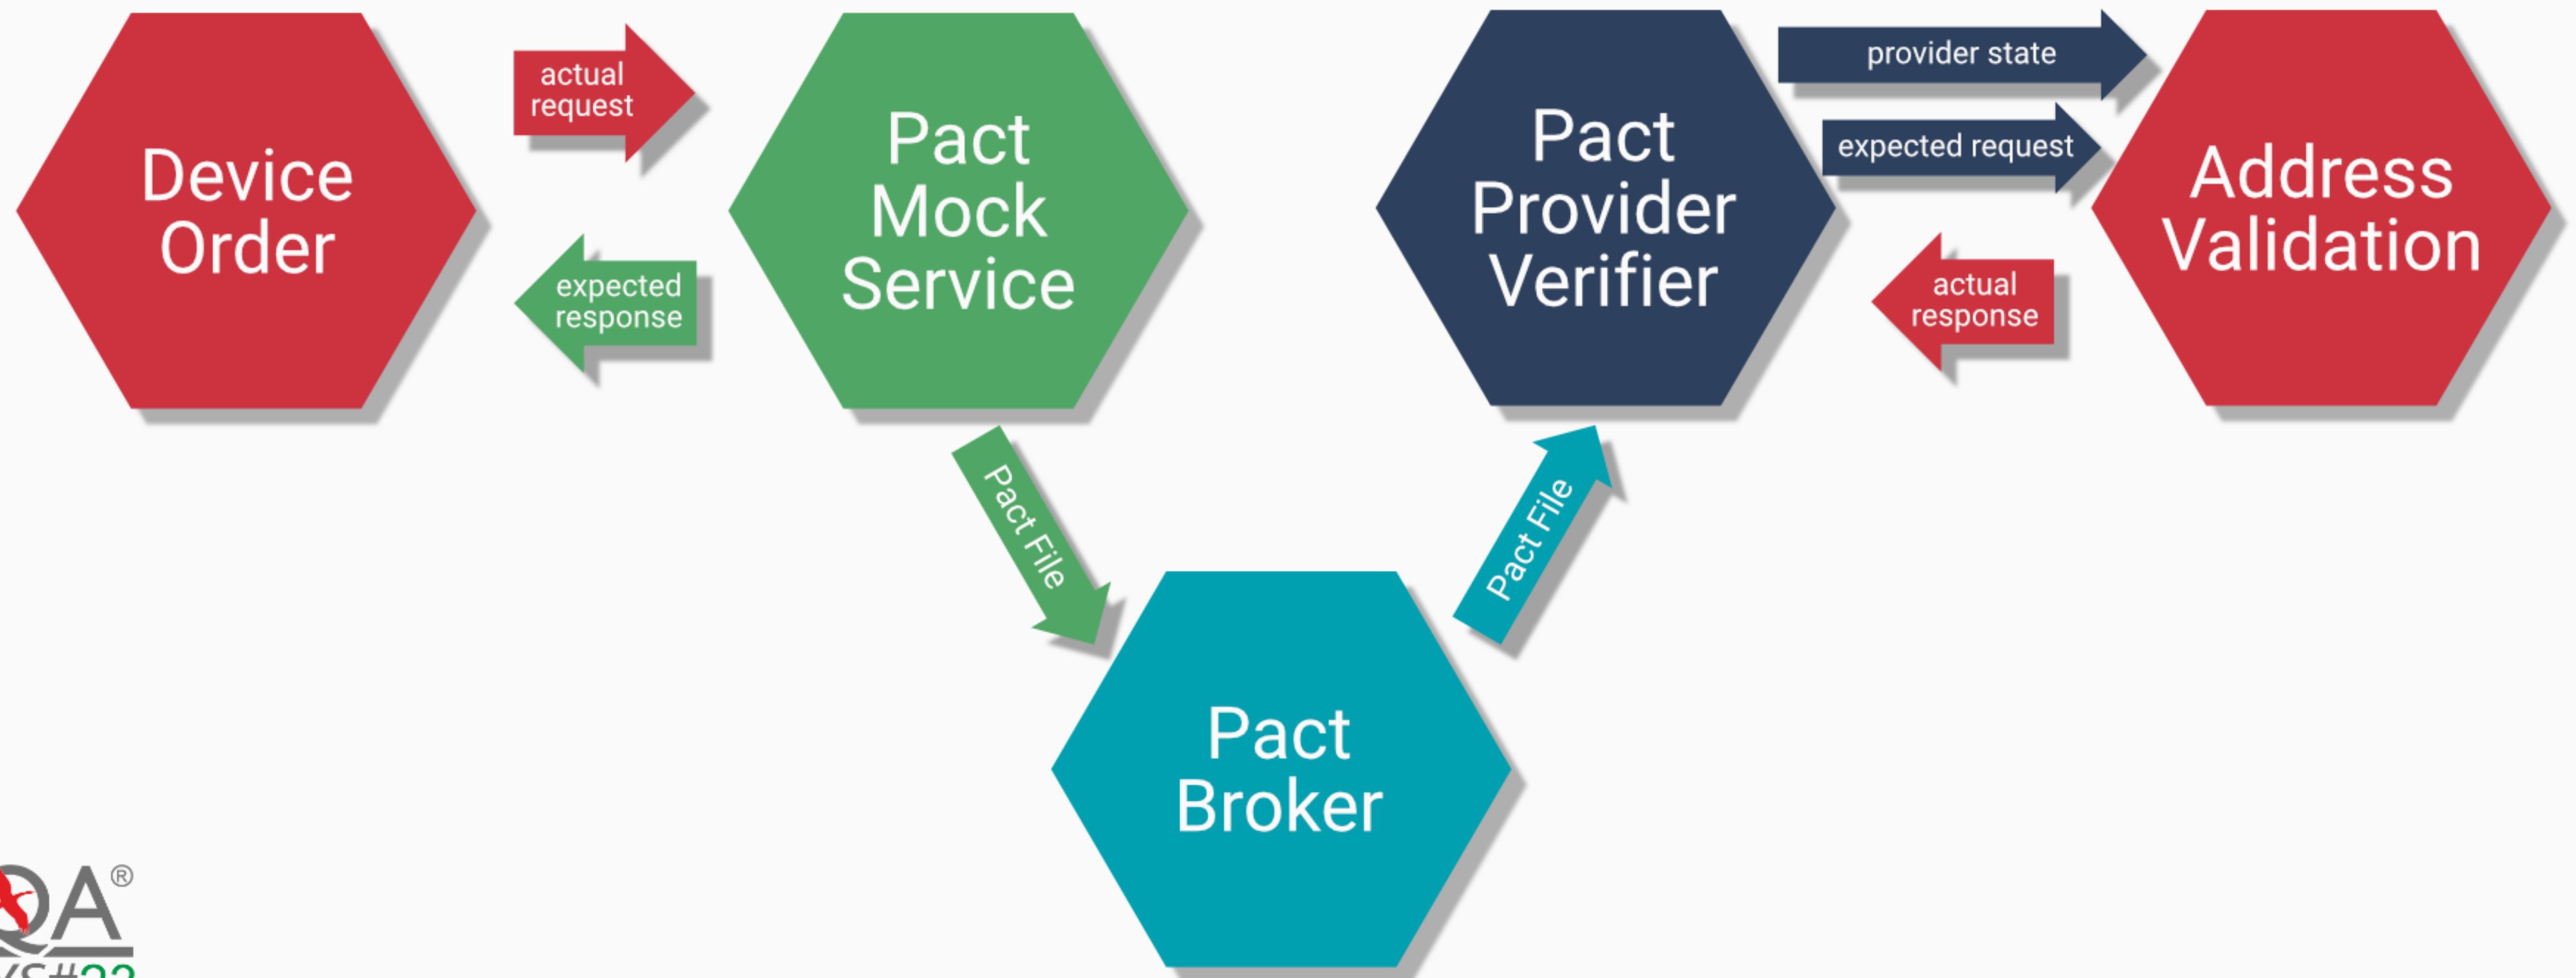 Device
Order
actual
request
expected
response
Pact
Mock
Service
Pact
Provider
Verifier
provider state
expected request
actual
response
Address
Validation
Pact File
Pact File
Pact
Broker
QA®